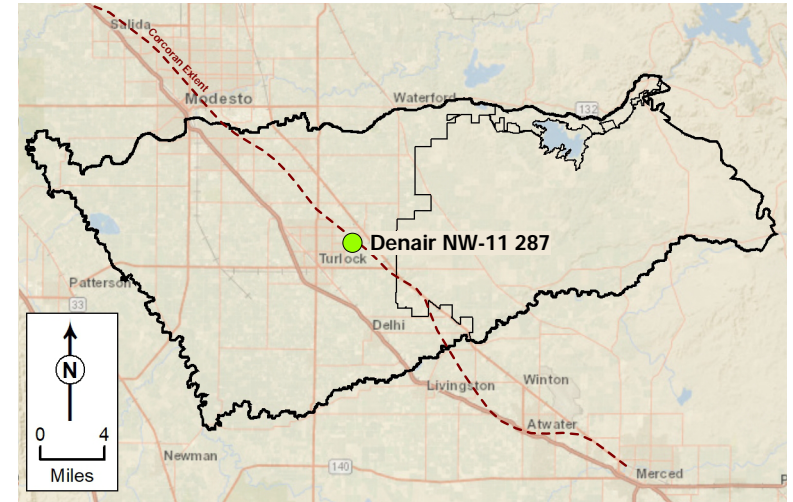 Salida
Corcoran Extent
Modesto
Waterford
132
Denair NW-11 287
Turlock
Patterson
33
Delhi
N
0 4
Miles
Livingston
Winton
Atwater
Newman
140
Merced
P